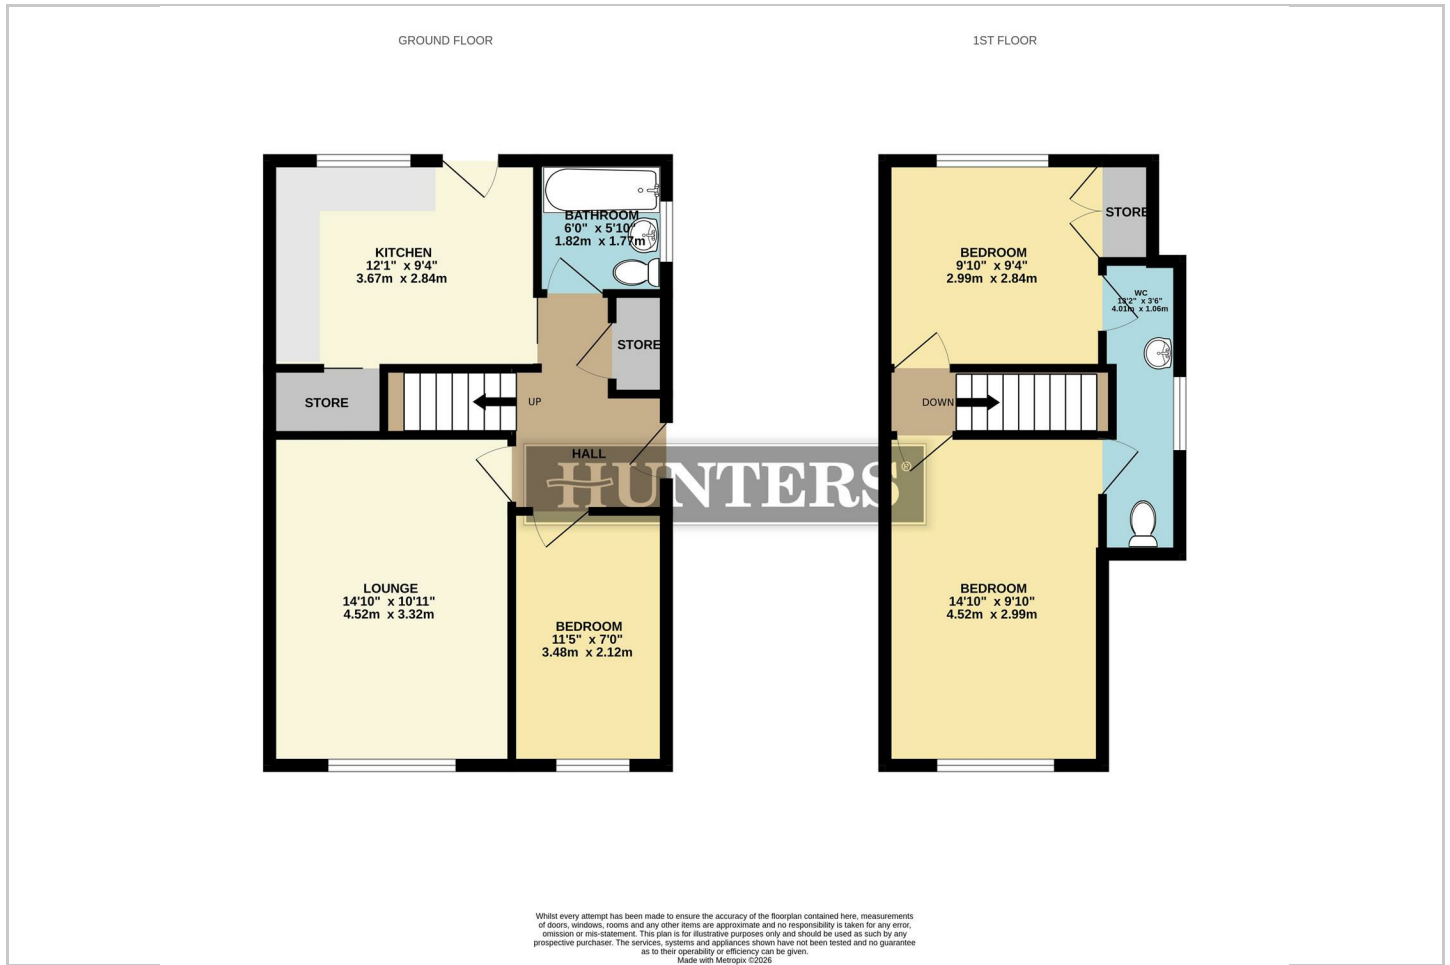 GROUND FLOOR
1ST FLOOR
KITCHEN
12'1" x 9'4"
3.67m x 2.84m
BATHROOM
6'0" x 5'10"
1.82m x 1.77m
STORE
STORE
UP
HALL
LOUNGE
14'10" x 10'11"
4.52m x 3.32m
BEDROOM
11'5" x 7'0"
3.48m x 2.12m
HUNTERS®
BEDROOM
9'10" x 9'4"
2.99m x 2.84m
STORE
WC
13'2" x 3'6"
4.01m x 1.06m
DOWN
BEDROOM
14'10" x 9'10"
4.52m x 2.99m
Whilst every attempt has been made to ensure the accuracy of the floorplan contained here, measurements
of doors, windows, rooms and any other items are approximate and no responsibility is taken for any error,
omission or mis-statement. This plan is for illustrative purposes only and should be used as such by any
prospective purchaser. The services, systems and appliances shown have not been tested and no guarantee
as to their operability or efficiency can be given.
Made with Metropix ©2026